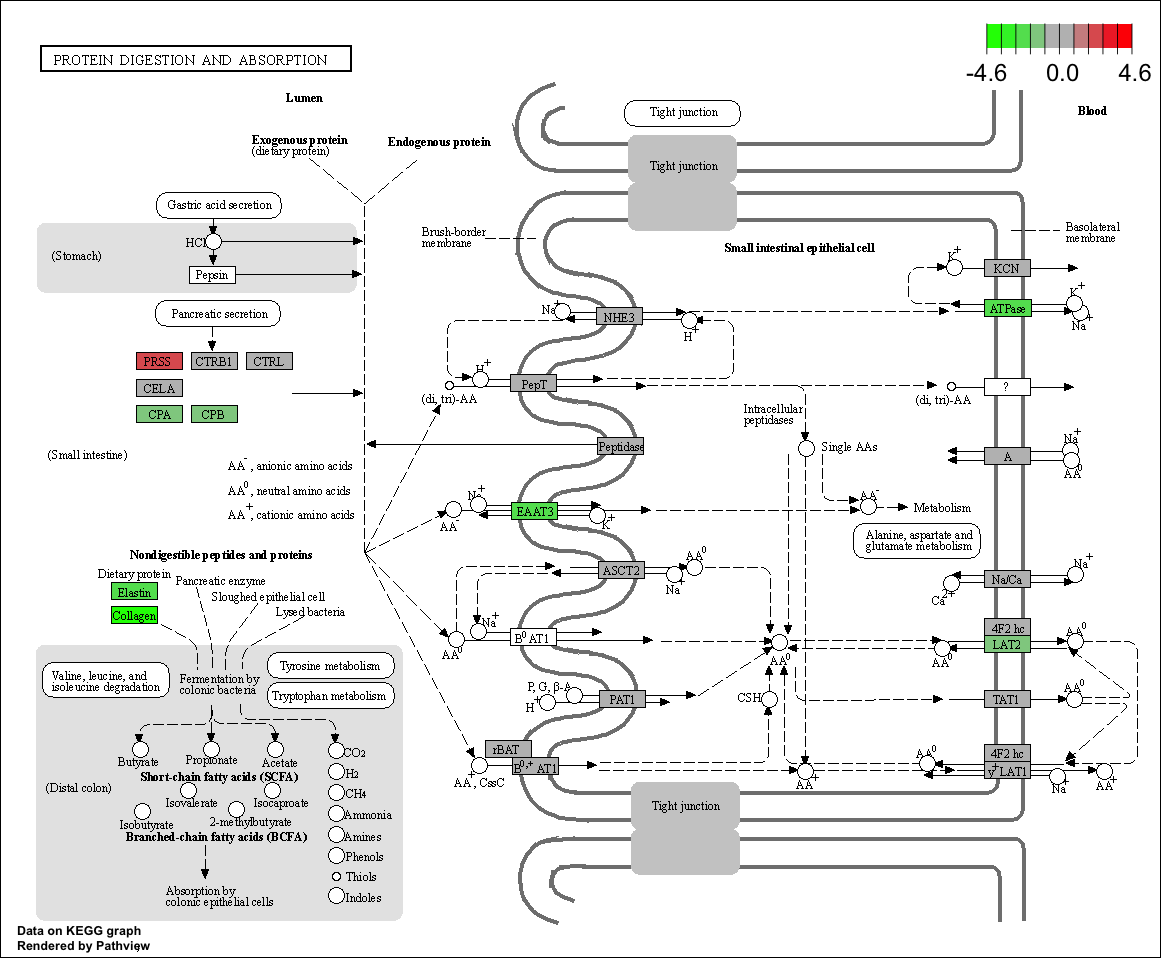 PROTEIN DIGESTION AND ABSORPTION
-4.6 0.0 4.6
Lumen
Blood
Exogenous protein
(dietary protein)
Endogenous protein
Tight junction
Tight junction
Gastric acid secretion
HCl
(Stomach)
Pepsin
Brush-border
membrane
Small intestinal epithelial cell
Basolateral
membrane
K+
KCN
ATPase
K+
Na+
Pancreatic secretion
Na+
NHE3
H+
PRSS CTRB1 CTRL
CELA
CPA CPB
H+
PepT
(di, tri)-AA
(di, tri)-AA
?
Intracellular
peptidases
Single AAs
Peptidase
Na+
A
AA0
(Small intestine)
AA-, anionic amino acids
AA0, neutral amino acids
AA+, cationic amino acids
Na+
AA-
EAAT3
K+
AA-
Metabolism
Alanine, aspartate and
glutamate metabolism
Nondigestible peptides and proteins
Dietary protein
Pancreatic enzyme
Sloughed epithelial cell
Lysed bacteria
Elastin
Collagen
ASCT2
AA0
Na+
Na+
Na/Ca
Ca2+
Na+
AA0
B0AT1
AA0
4F2 hc
LAT2
AA0
AA0
Valine, leucine, and
isoleucine degradation
Fermentation by
colonic bacteria
Tyrosine metabolism
Tryptophan metabolism
P, G, β-A
H+
PAT1
CSH
TAT1
AA0
Butyrate
Propionate
Acetate
Short-chain fatty acids (SCFA)
Isovalerate
Isocaproate
Isobutyrate
2-methylbutyrate
Branched-chain fatty acids (BCFA)
(Distal colon)
Absorption by
colonic epithelial cells
CO2
H2
CH4
Ammonia
Amines
Phenols
Thiols
Indoles
rBAT
B0,+AT1
AA+, CssC
AA+
AA0
4F2 hc
y+LAT1
Na+
AA+
Tight junction
Data on KEGG graph
Rendered by Pathview